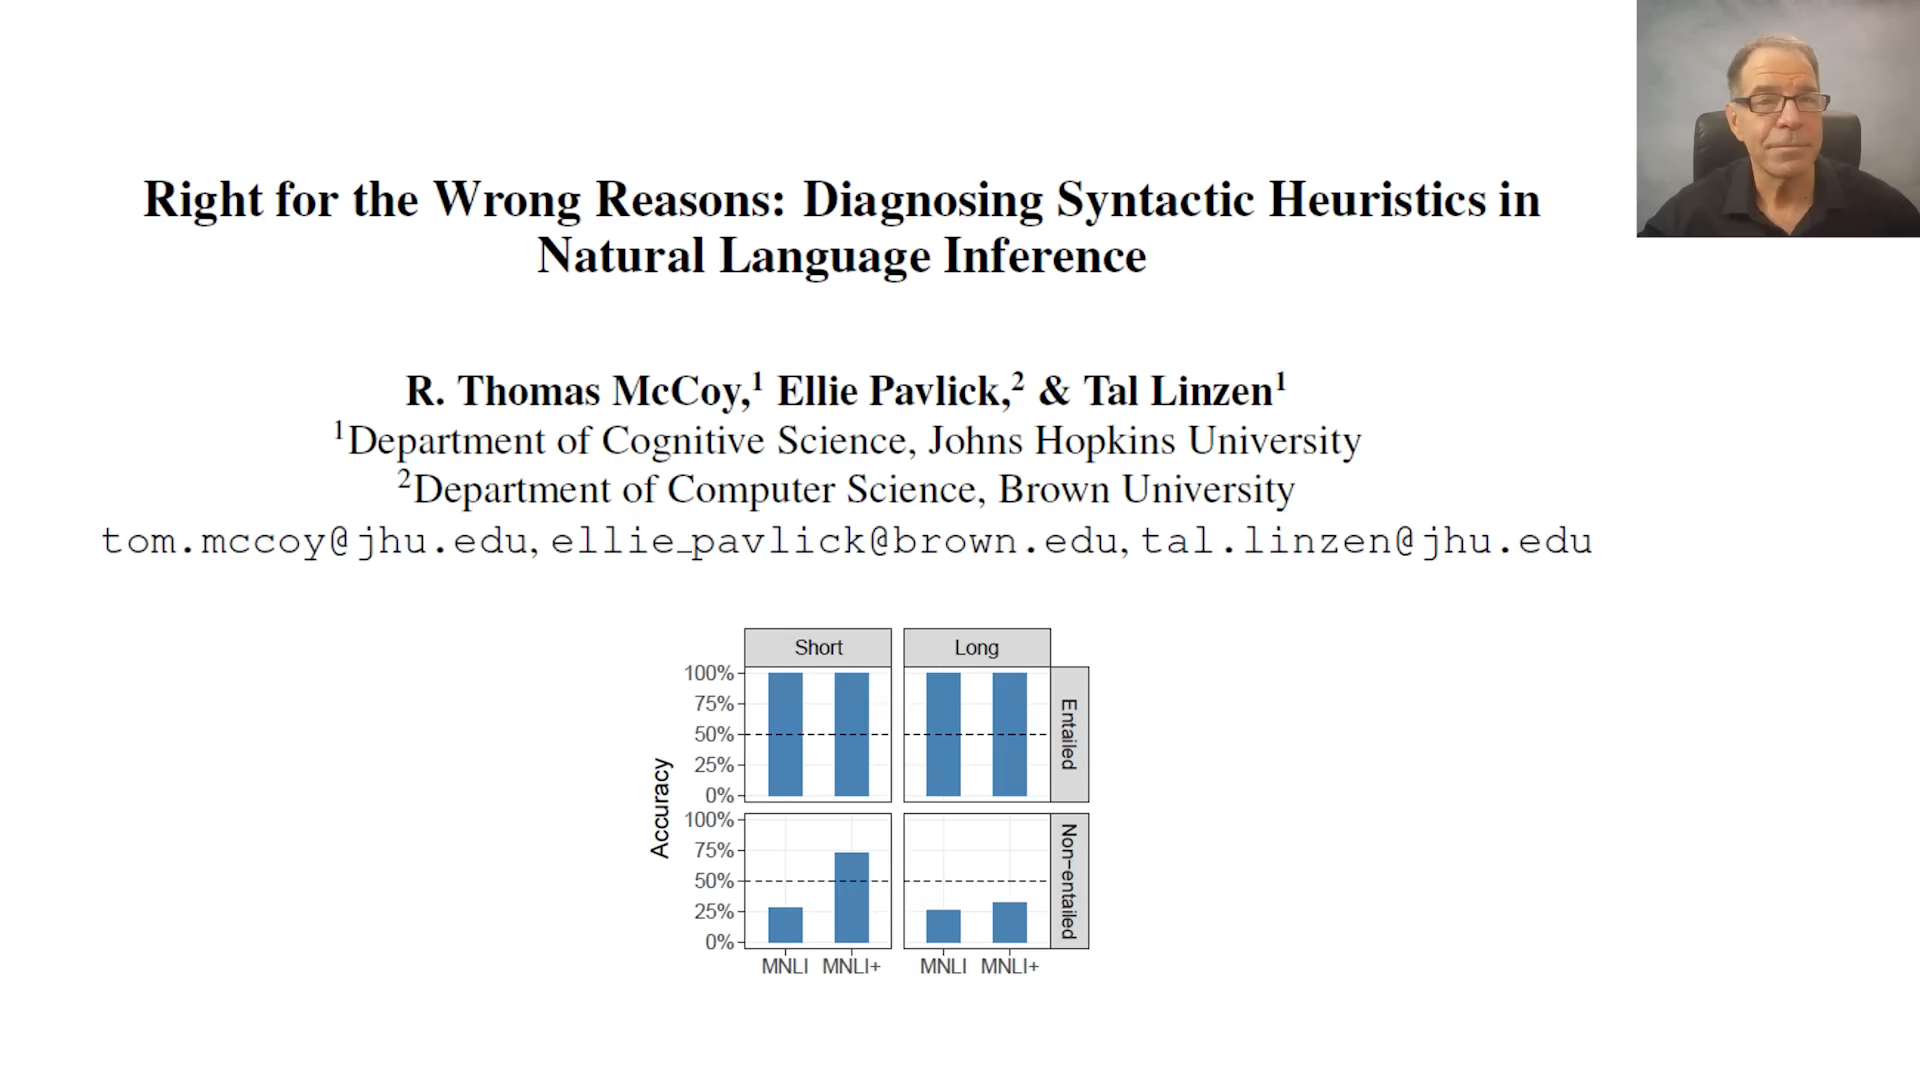 Right for the Wrong Reasons: Diagnosing Syntactic Heuristics in
Natural Language Inference
R. Thomas McCoy,¹ Ellie Pavlick,² & Tal Linzen¹
¹Department of Cognitive Science, Johns Hopkins University
²Department of Computer Science, Brown University
tom.mccoy@jhu.edu, ellie_pavlick@brown.edu, tal.linzen@jhu.edu
Short Long
100%
75%
50%
25%
0%
Entailed
Accuracy
100%
75%
50%
25%
0%
Non-entailed
MNLI MNLI+ MNLI MNLI+